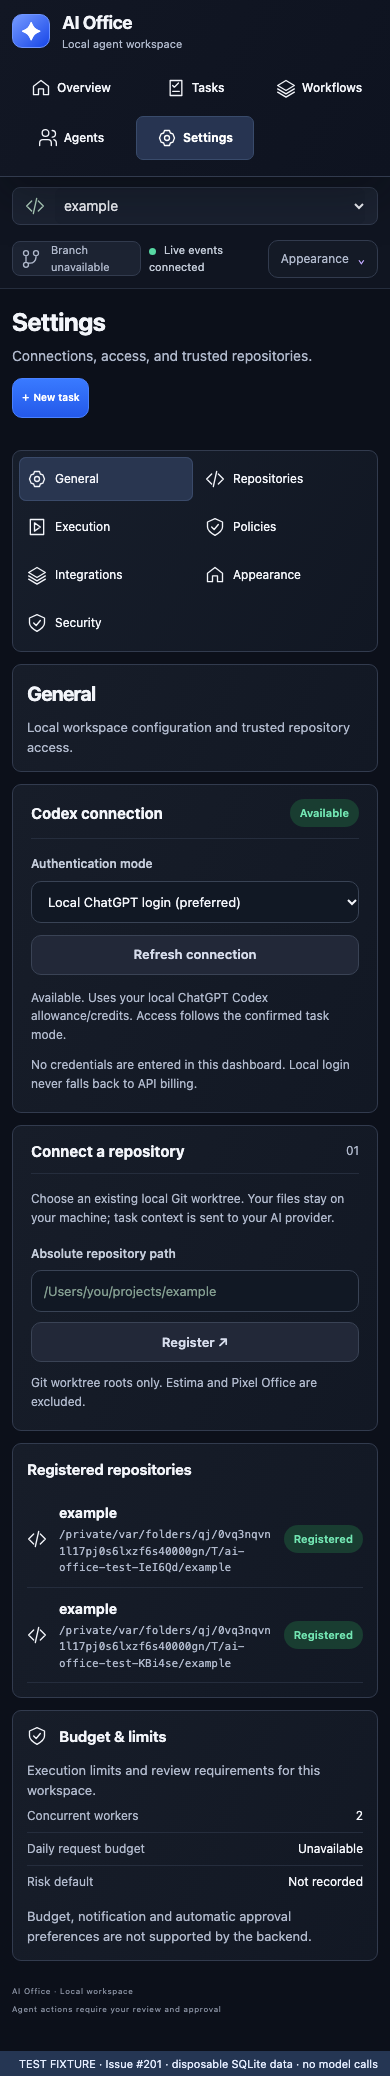 AI Office
Local agent workspace
Overview
Tasks
Workflows
Agents
Settings
example
Branch
unavailable
Live events
connected
Appearance
Settings
Connections, access, and trusted repositories.
+ New task
General
Repositories
Execution
Policies
Integrations
Appearance
Security
General
Local workspace configuration and trusted repository
access.
Codex connection
Available
Authentication mode
Local ChatGPT login (preferred)
Refresh connection
Available. Uses your local ChatGPT Codex
allowance/credits. Access follows the confirmed task
mode.
No credentials are entered in this dashboard. Local login
never falls back to API billing.
Connect a repository
01
Choose an existing local Git worktree. Your files stay on
your machine; task context is sent to your AI provider.
Absolute repository path
/Users/you/projects/example
Register ↗
Git worktree roots only. Estima and Pixel Office are
excluded.
Registered repositories
example
/private/var/folders/qj/0vq3nqvn
1l17pj0s6lxzf6s40000gn/T/ai-
office-test-IeI6Qd/example
Registered
example
/private/var/folders/qj/0vq3nqvn
1l17pj0s6lxzf6s40000gn/T/ai-
office-test-KBi4se/example
Registered
Budget & limits
Execution limits and review requirements for this
workspace.
Concurrent workers
2
Daily request budget
Unavailable
Risk default
Not recorded
Budget, notification and automatic approval
preferences are not supported by the backend.
AI Office · Local workspace
Agent actions require your review and approval
TEST FIXTURE · Issue #201 · disposable SQLite data · no model calls